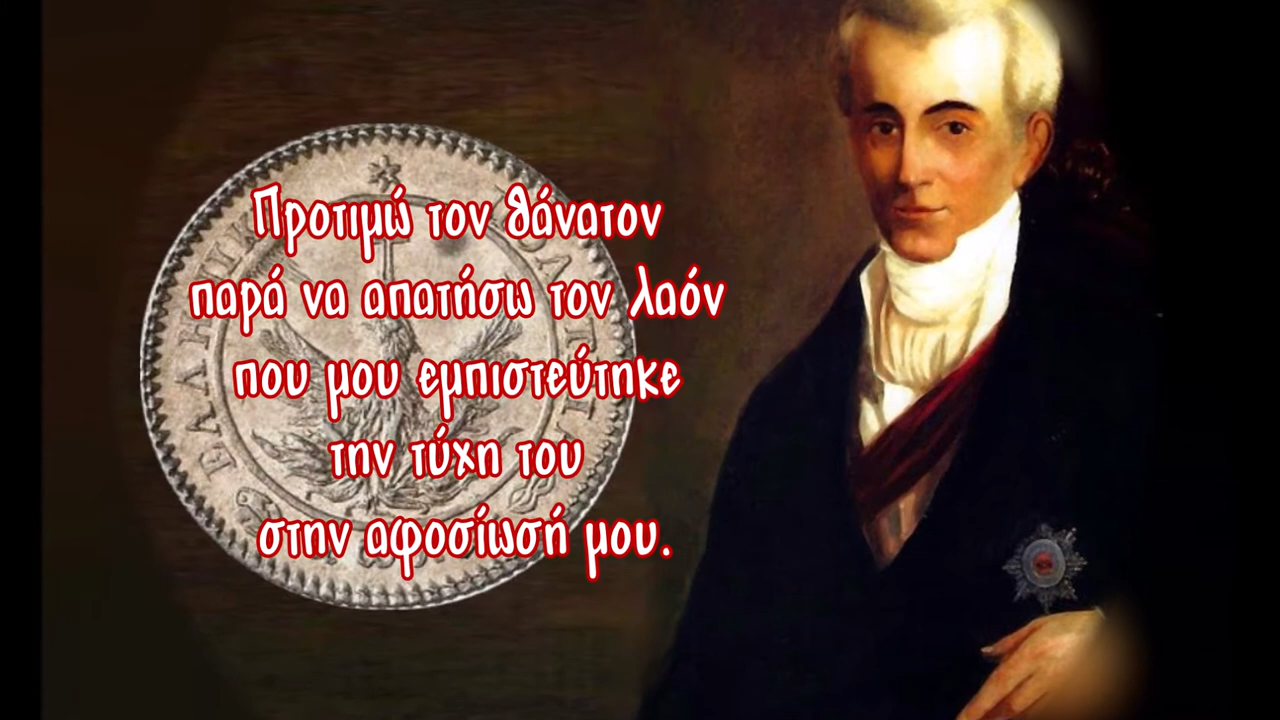 Προτιμώ τον θάνατον
παρά να απατήσω τον λαόν
που μου εμπιστεύτηκε
την τύχη του
στην αφοσίωσή μου.